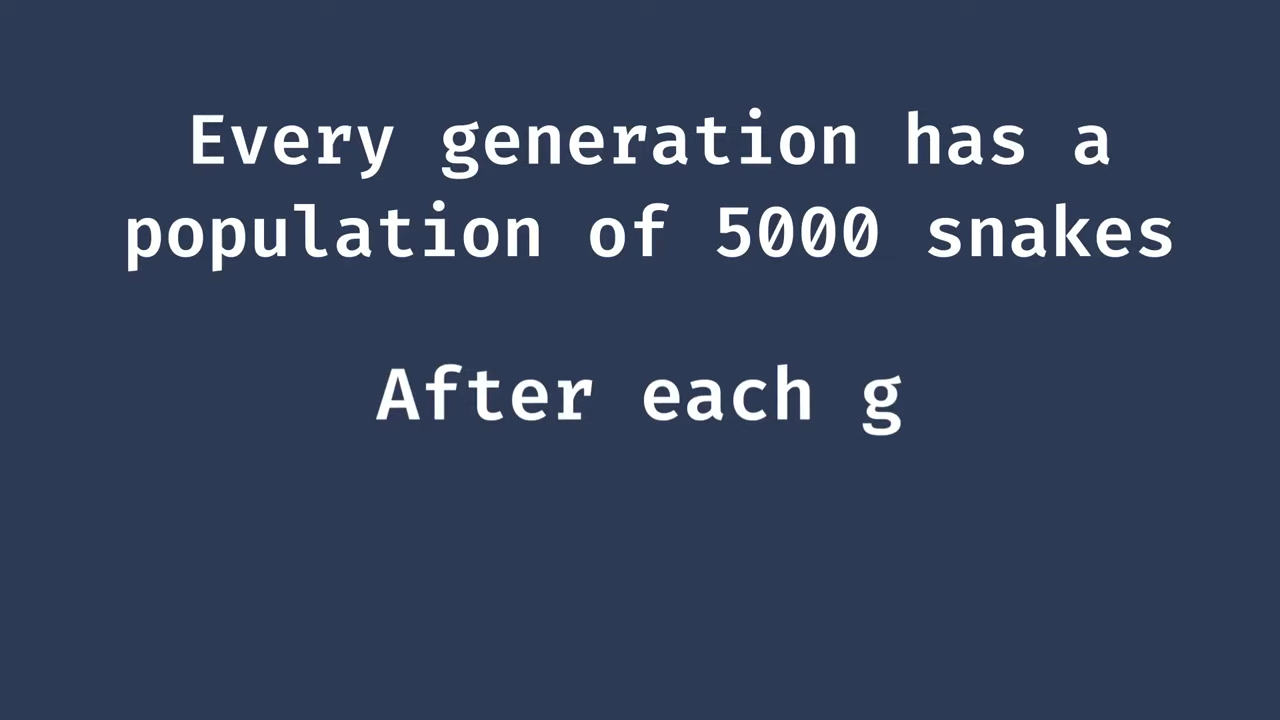 Every generation has a
population of 5000 snakes
After each g